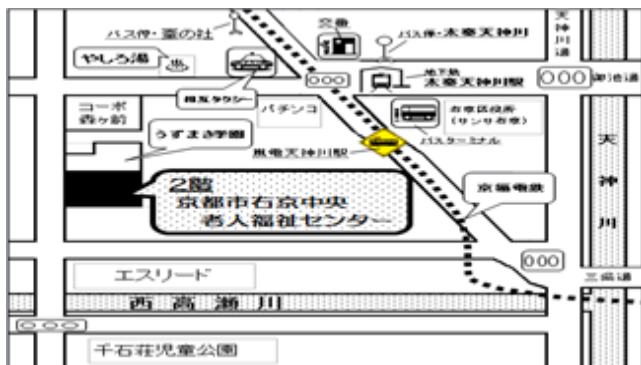 バス停・蚕の社
交番
バス停・太秦天神川
天神川通
やしろ湯
地下鉄
太秦天神川駅
御池通
相互タクシー
コーポ
森ヶ前
パチンコ
右京区役所
(サンサ右京)
うずまき学園
バスターミナル
嵐電天神川駅
天神川
2階
京都市右京中央
老人福祉センター
京福電鉄
エスリード
三条通
西高瀬川
千石荘児童公園